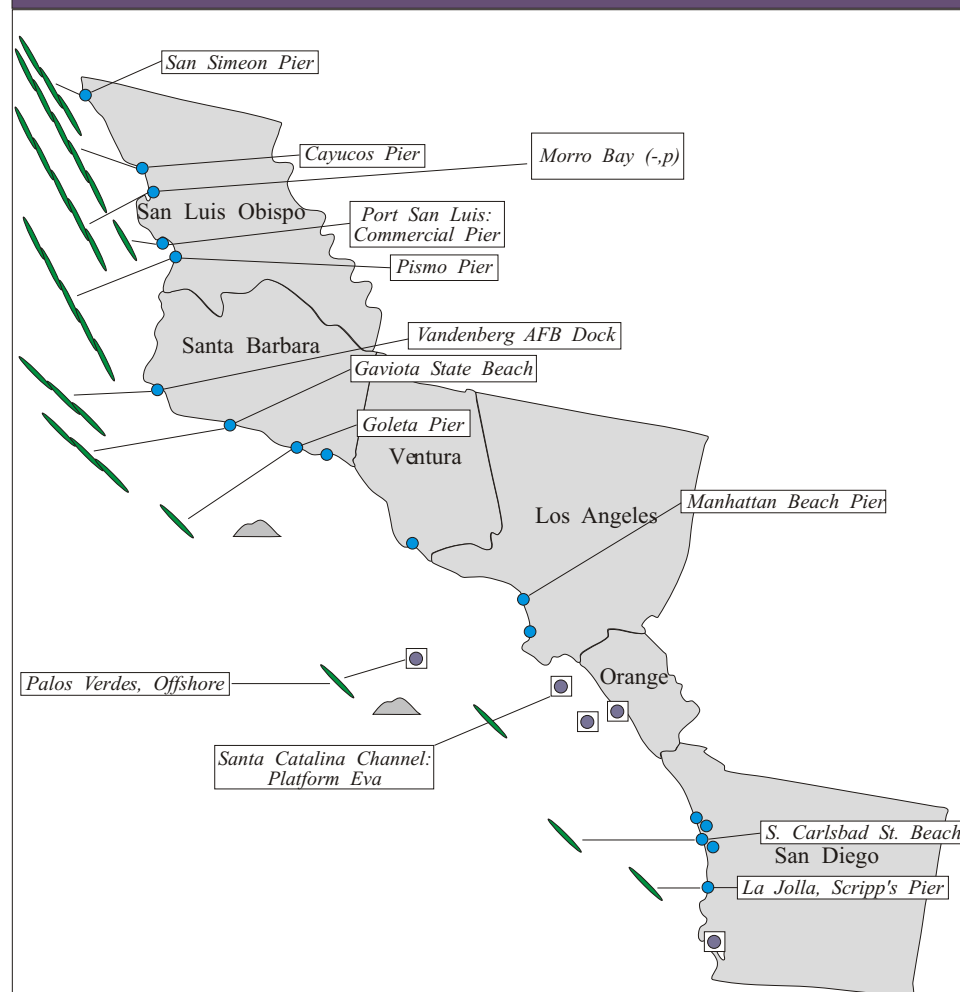 San Simeon Pier
Cayucos Pier
Morro Bay (-,p)
San Luis Obispo
Port San Luis:
Commercial Pier
Pismo Pier
Vandenberg AFB Dock
Santa Barbara
Gaviota State Beach
Goleta Pier
Ventura
Manhattan Beach Pier
Los Angeles
Orange
Palos Verdes, Offshore
Santa Catalina Channel:
Platform Eva
S. Carlsbad St. Beach
San Diego
La Jolla, Scripp's Pier